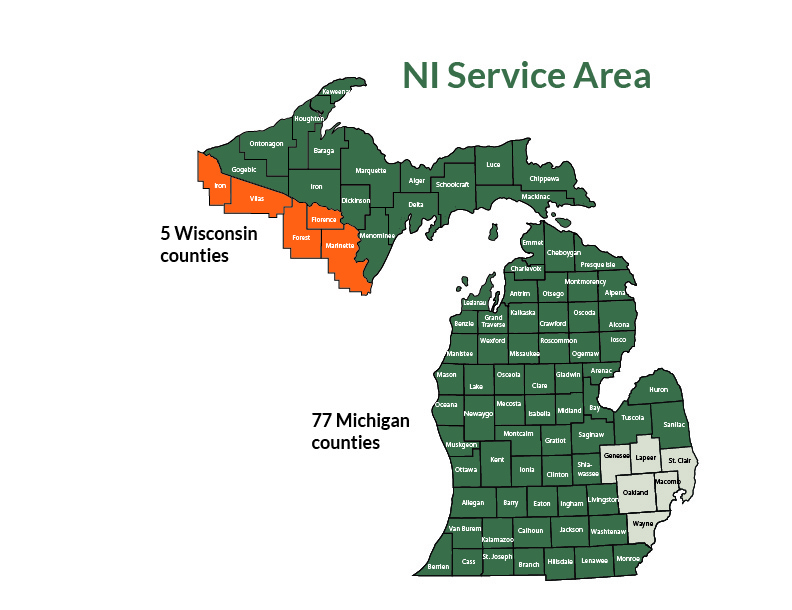 NI Service Area
Keweenaw
Houghton
Ontonagon
Baraga
Gogebic
Marquette
Luce
Alger
Chippewa
Schoolcraft
Iron
Iron
Vilas
Dickinson
Delta
Mackinac
Florence
Forest
Marinette
Menominee
5 Wisconsin
counties
Emmet
Cheboygan
Presque Isle
Charlevoix
Montmorency
Antrim
Otsego
Alpena
Leelanau
Kalkaska
Oscoda
Benzie
Grand
Traverse
Crawford
Alcona
Wexford
Roscommon
Iosco
Manistee
Missaukee
Ogemaw
Mason
Osceola
Gladwin
Arenac
Lake
Clare
Huron
Oceana
Mecosta
Newaygo
Isabella
Midland
Bay
Tuscola
Sanilac
77 Michigan
counties
Montcalm
Gratiot
Saginaw
Muskgeon
Kent
Genesee
Lapeer
St. Clair
Ottawa
Ionia
Clinton
Shia-
wassee
Macomb
Oakland
Allegan
Barry
Eaton
Ingham
Livingston
Van Burem
Kalamazoo
Calhoun
Jackson
Washtenaw
Wayne
Berrien
Cass
St. Joseph
Branch
Hillsdale
Lenawee
Monroe